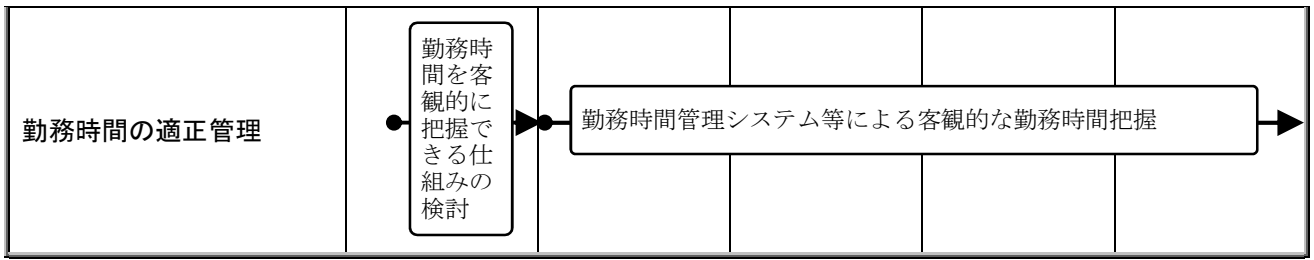 勤務時間の適正管理
勤務時
間を客
観的に
把握で
きる仕
組みの
検討
勤務時間管理システム等による客観的な勤務時間把握